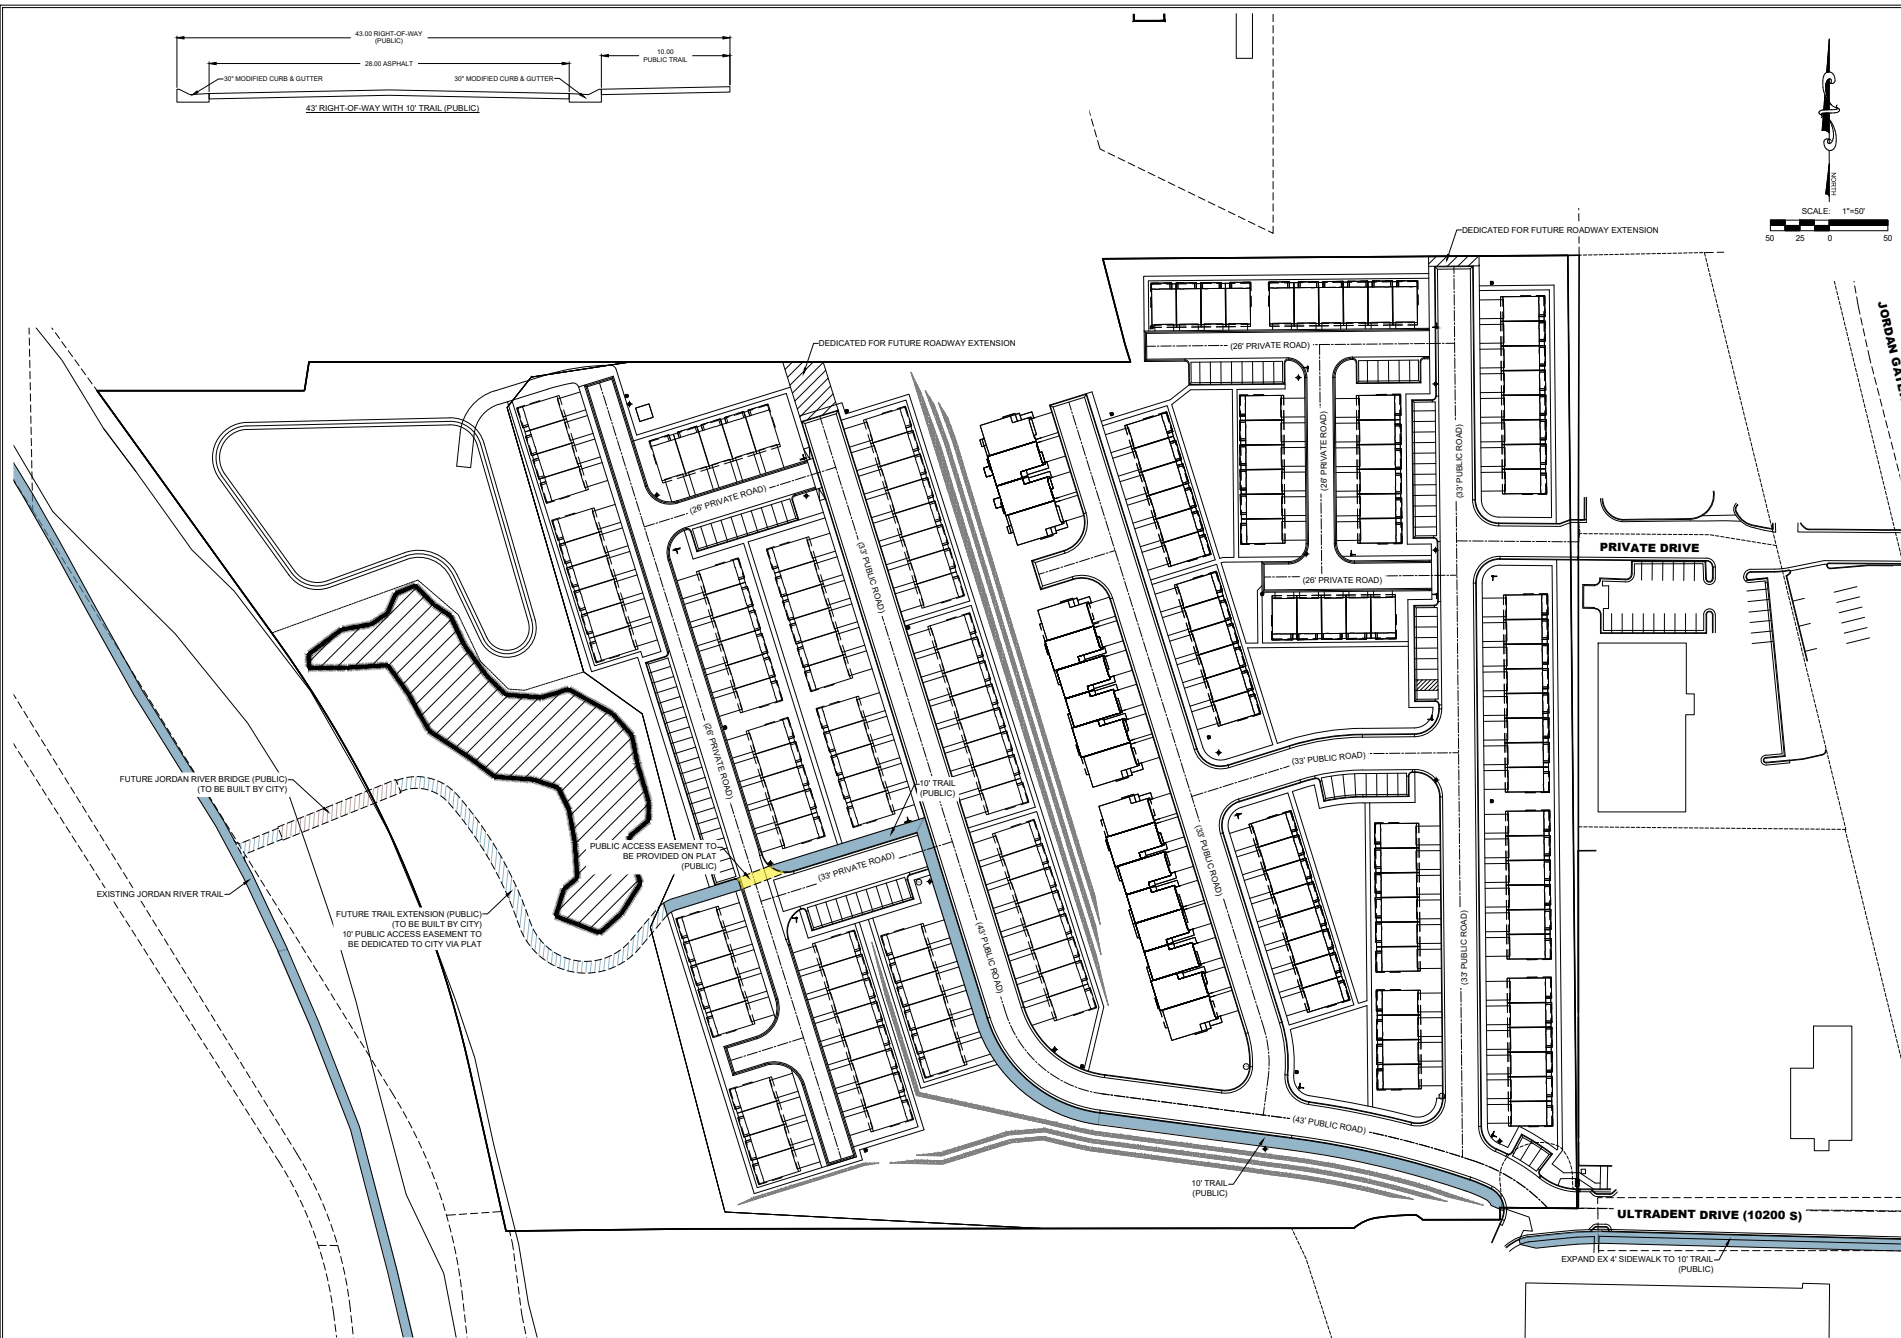 43.00 RIGHT-OF-WAY
(PUBLIC)
28.00 ASPHALT
10.00
PUBLIC TRAIL
30" MODIFIED CURB & GUTTER
30" MODIFIED CURB & GUTTER
43' RIGHT-OF-WAY WITH 10' TRAIL (PUBLIC)
NORTH
SCALE: 1"=50'
50 25 0 50
DEDICATED FOR FUTURE ROADWAY EXTENSION
DEDICATED FOR FUTURE ROADWAY EXTENSION
(26' PRIVATE ROAD)
(26' PRIVATE ROAD)
(33' PUBLIC ROAD)
(26' PRIVATE ROAD)
(33' PUBLIC ROAD)
PRIVATE DRIVE
(26' PRIVATE ROAD)
(26' PRIVATE ROAD)
(33' PUBLIC ROAD)
FUTURE JORDAN RIVER BRIDGE (PUBLIC)
(TO BE BUILT BY CITY)
10' TRAIL
(PUBLIC)
PUBLIC ACCESS EASEMENT TO
BE PROVIDED ON PLAT
(PUBLIC)
(33' PRIVATE ROAD)
(33' PUBLIC ROAD)
EXISTING JORDAN RIVER TRAIL
FUTURE TRAIL EXTENSION (PUBLIC)
(TO BE BUILT BY CITY)
10' PUBLIC ACCESS EASEMENT TO
BE DEDICATED TO CITY VIA PLAT
(43' PUBLIC ROAD)
(33' PUBLIC ROAD)
(43' PUBLIC ROAD)
10' TRAIL
(PUBLIC)
ULTRADENT DRIVE (10200 S)
EXPAND EX 4' SIDEWALK TO 10' TRAIL
(PUBLIC)
JORDAN